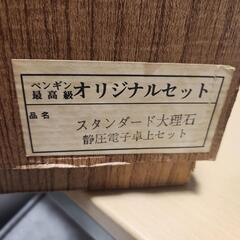 ペンギン
最高級 オリジナルセット
品名 スタンダード大理石
静圧電子卓上セット